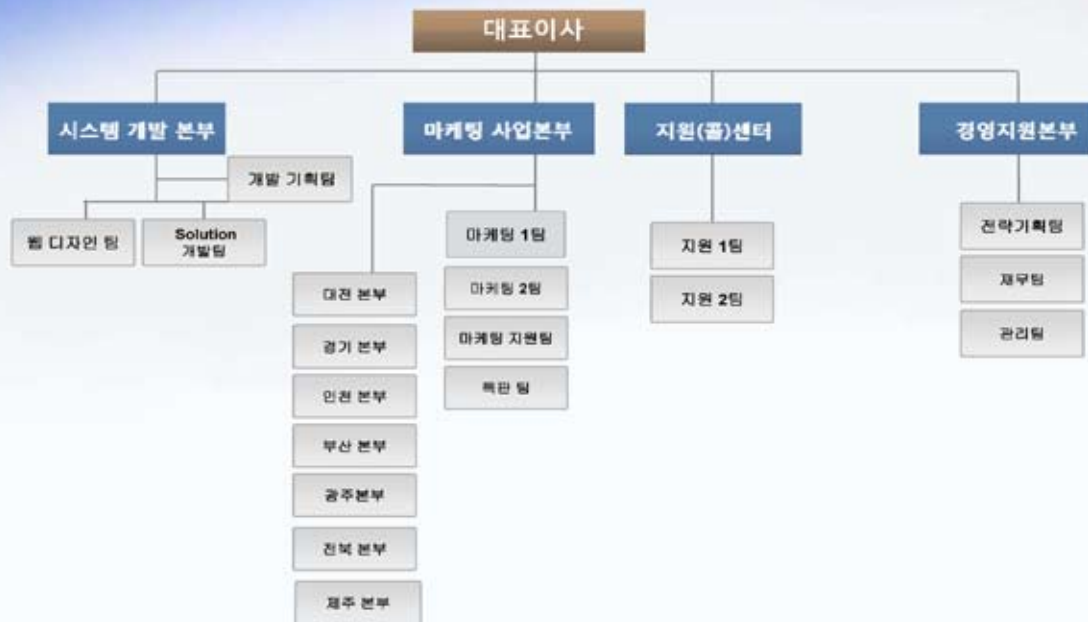 대표이사
시스템 개발 본부
마케팅 사업본부
지원(콜)센터
경영지원본부
개발 기획팀
웹 디자인 팀
Solution
개발팀
대전 본부
경기 본부
인천 본부
부산 본부
광주본부
전북 본부
제주 본부
마케팅 1팀
마케팅 2팀
마케팅 지원팀
특판 팀
지원 1팀
지원 2팀
전략기획팀
재무팀
관리팀